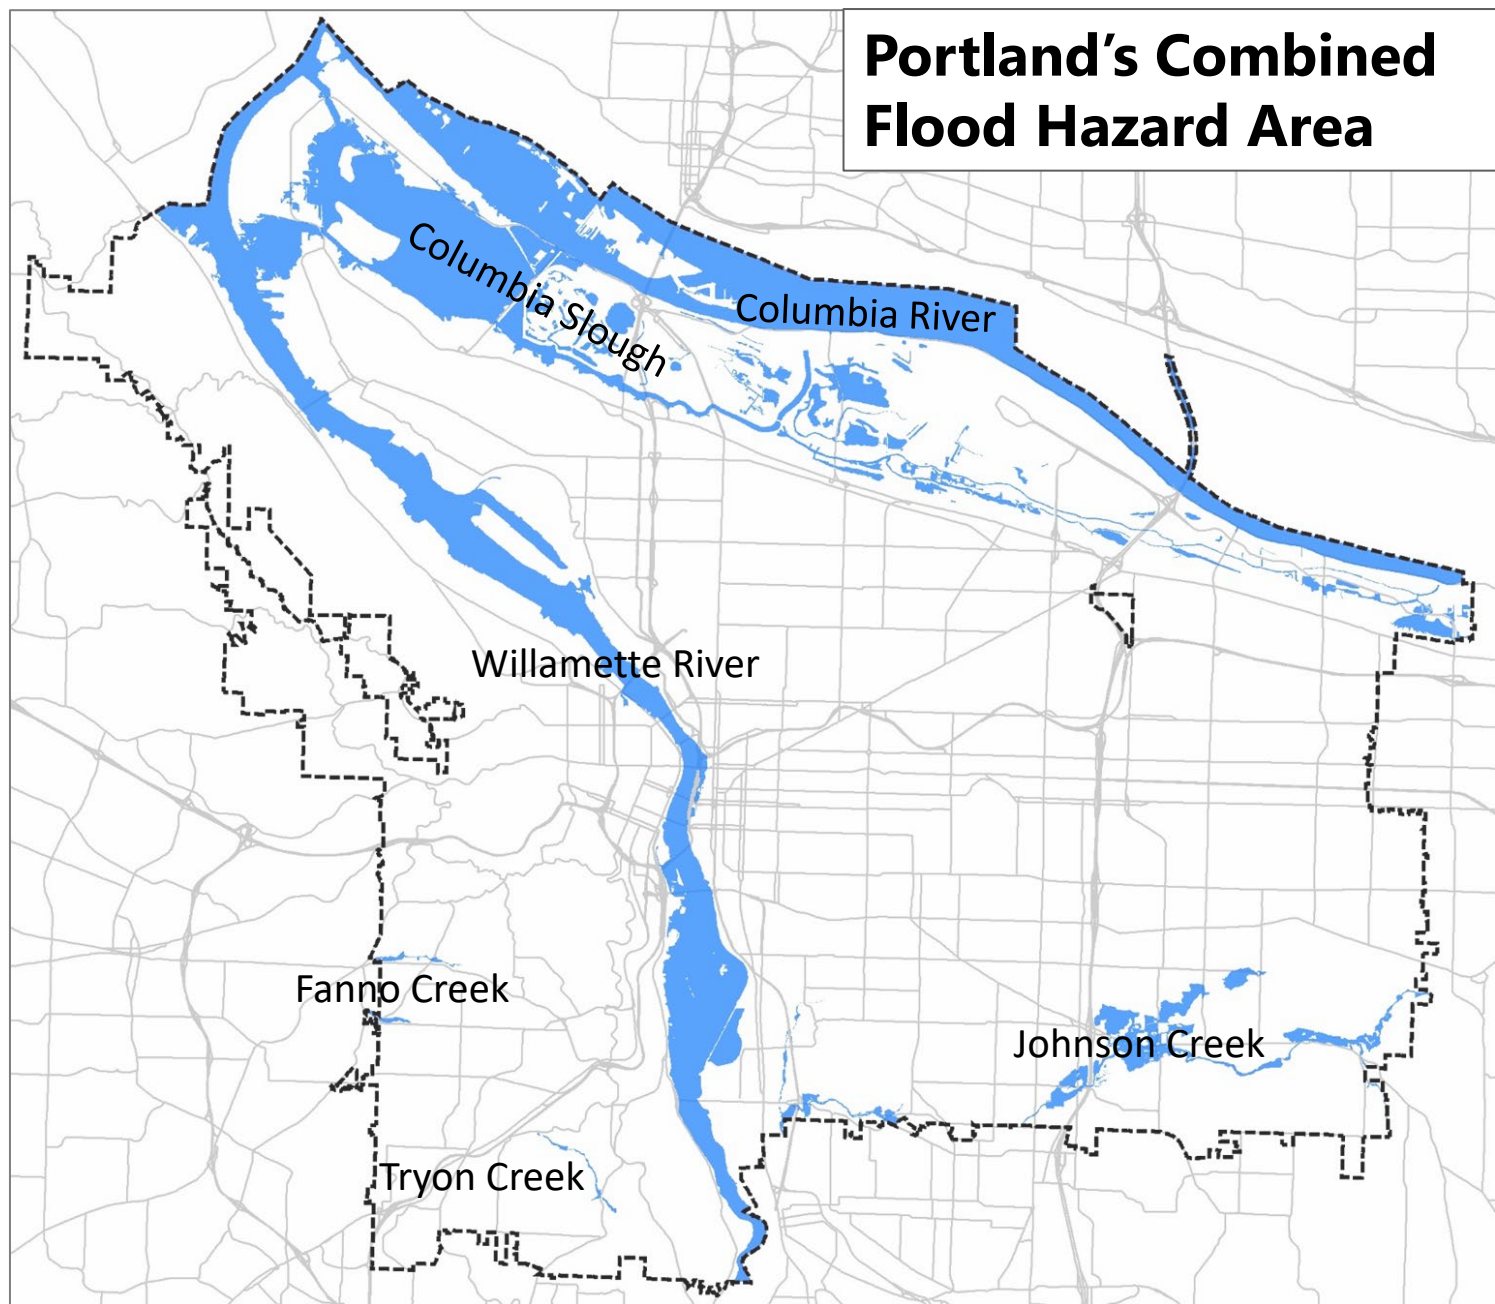 Portland’s Combined
Flood Hazard Area
Columbia Slough
Columbia River
Willamette River
Fanno Creek
Johnson Creek
Tryon Creek